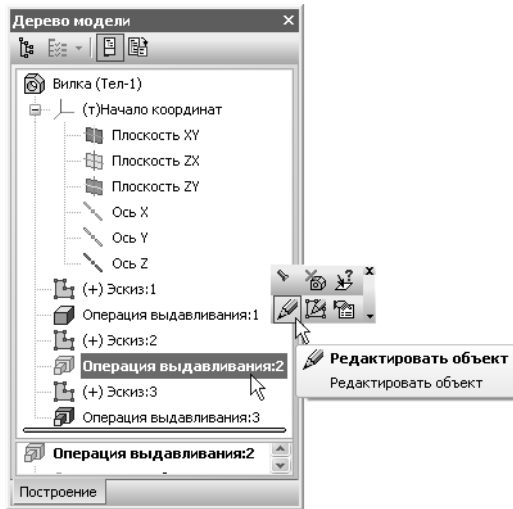 Дерево модели
Вилка (Тел-1)
(т)Начало координат
Плоскость XY
Плоскость ZX
Плоскость ZY
Ось X
Ось Y
Ось Z
(+) Эскиз:1
Операция выдавливания:1
(+) Эскиз:2
Операция выдавливания:2
(+) Эскиз:3
Операция выдавливания:3
Операция выдавливания:2
Построение
Редактировать объект
Редактировать объект